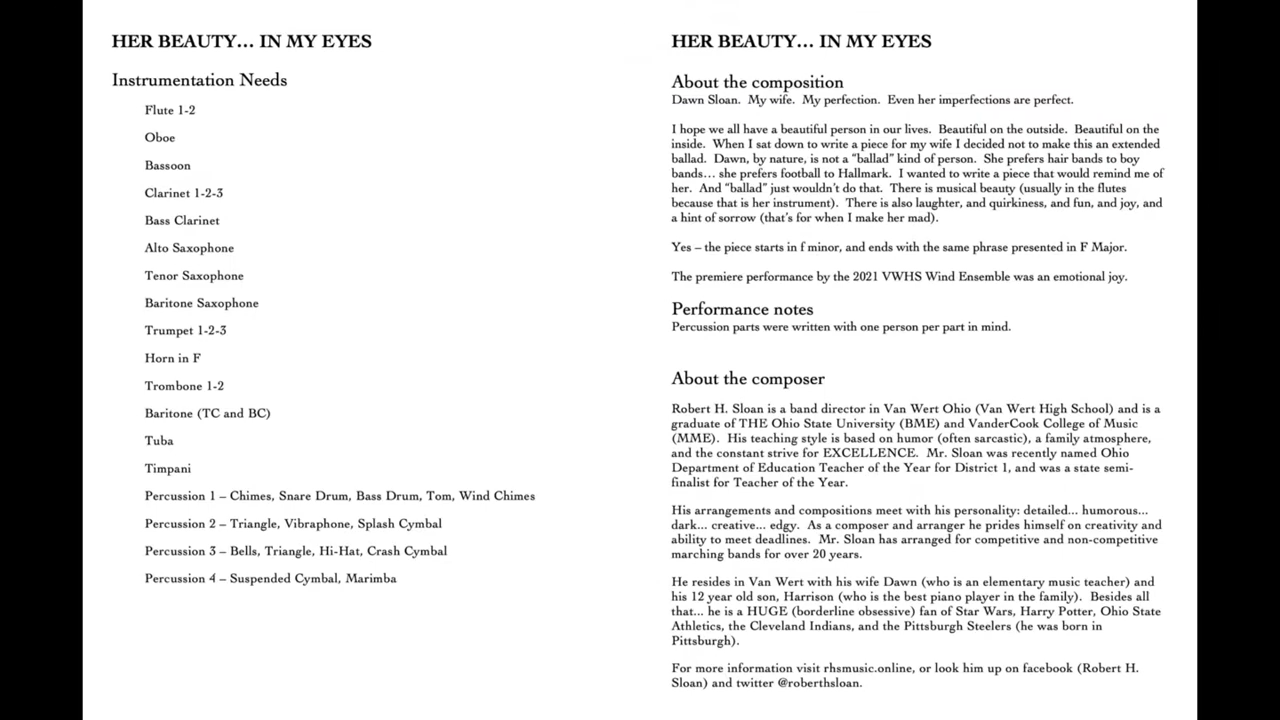 HER BEAUTY... IN MY EYES
Instrumentation Needs
Flute 1-2
Oboe
Bassoon
Clarinet 1-2-3
Bass Clarinet
Alto Saxophone
Tenor Saxophone
Baritone Saxophone
Trumpet 1-2-3
Horn in F
Trombone 1-2
Baritone (TC and BC)
Tuba
Timpani
Percussion 1 – Chimes, Snare Drum, Bass Drum, Tom, Wind Chimes
Percussion 2 – Triangle, Vibraphone, Splash Cymbal
Percussion 3 – Bells, Triangle, Hi-Hat, Crash Cymbal
Percussion 4 – Suspended Cymbal, Marimba
HER BEAUTY... IN MY EYES
About the composition
Dawn Sloan. My wife. My perfection. Even her imperfections are perfect.
I hope we all have a beautiful person in our lives. Beautiful on the outside. Beautiful on the
inside. When I sat down to write a piece for my wife I decided not to make this an extended
ballad. Dawn, by nature, is not a “ballad” kind of person. She prefers hair bands to boy
bands... she prefers football to Hallmark. I wanted to write a piece that would remind me of
her. And “ballad” just wouldn’t do that. There is musical beauty (usually in the flutes
because that is her instrument). There is also laughter, and quirkiness, and fun, and joy, and
a hint of sorrow (that’s for when I make her mad).
Yes – the piece starts in f minor, and ends with the same phrase presented in F Major.
The premiere performance by the 2021 VWHS Wind Ensemble was an emotional joy.
Performance notes
Percussion parts were written with one person per part in mind.
About the composer
Robert H. Sloan is a band director in Van Wert Ohio (Van Wert High School) and is a
graduate of THE Ohio State University (BME) and VanderCook College of Music
(MME). His teaching style is based on humor (often sarcastic), a family atmosphere,
and the constant strive for EXCELLENCE. Mr. Sloan was recently named Ohio
Department of Education Teacher of the Year for District 1, and was a state semi-
finalist for Teacher of the Year.
His arrangements and compositions meet with his personality: detailed... humorous...
dark... creative... edgy. As a composer and arranger he prides himself on creativity and
ability to meet deadlines. Mr. Sloan has arranged for competitive and non-competitive
marching bands for over 20 years.
He resides in Van Wert with his wife Dawn (who is an elementary music teacher) and
his 12 year old son, Harrison (who is the best piano player in the family). Besides all
that... he is a HUGE (borderline obsessive) fan of Star Wars, Harry Potter, Ohio State
Athletics, the Cleveland Indians, and the Pittsburgh Steelers (he was born in
Pittsburgh).
For more information visit rhsmusic.online, or look him up on facebook (Robert H.
Sloan) and twitter @roberthsloan.